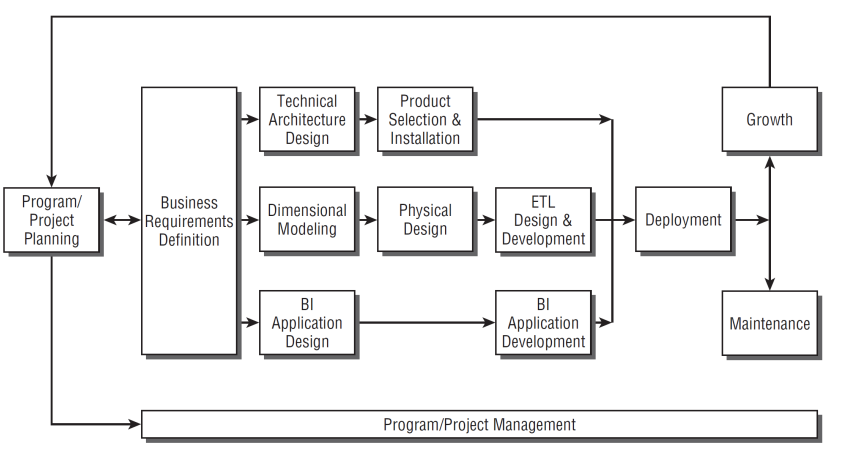 Technical
Architecture
Design
Product
Selection &
Installation
Growth
Program/
Project
Planning
Business
Requirements
Definition
Dimensional
Modeling
Physical
Design
ETL
Design &
Development
Deployment
BI
Application
Design
BI
Application
Development
Maintenance
Program/Project Management